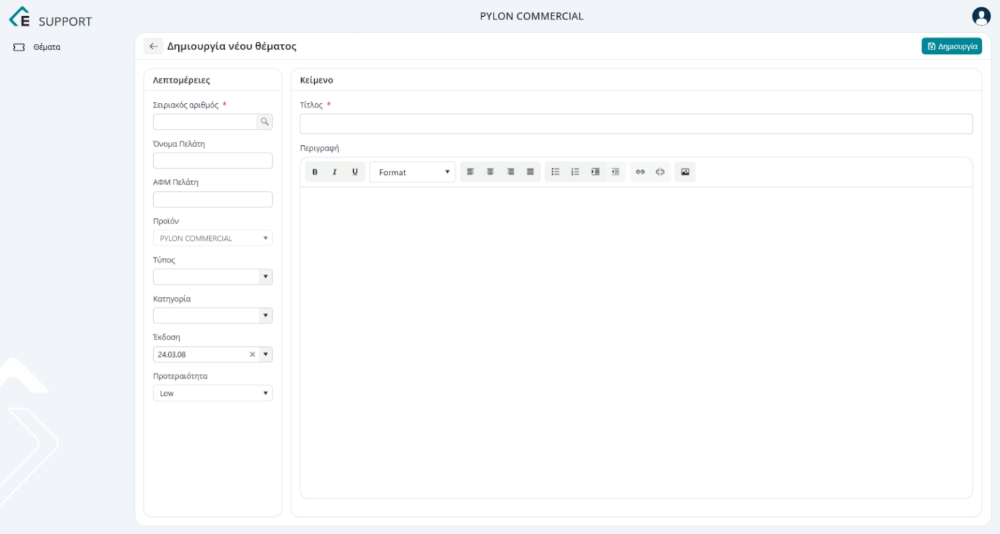 E SUPPORT
PYLON COMMERCIAL
Θέματα
Δημιουργία νέου θέματος
Δημιουργία
Λεπτομέρειες
Σειριακός αριθμός *
Όνομα Πελάτη
ΑΦΜ Πελάτη
Προϊόν
PYLON COMMERCIAL
Τύπος
Κατηγορία
Έκδοση
24.03.08
Προτεραιότητα
Low
Κείμενο
Τίτλος *
Περιγραφή
B I U Format